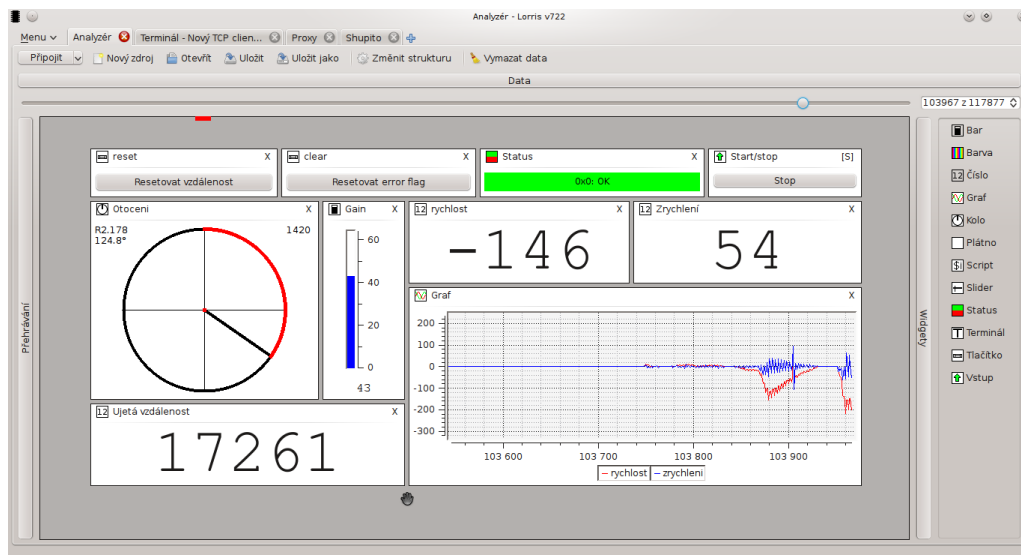 Analyzér - Lorris v722
Menu Analyzér Terminál - Nový TCP clien... Proxy Shupito
Připojit Nový zdroj Otevřít Uložit Uložit jako Změnit strukturu Vymazat data
Data
103967 z 117877
Přehrávání
reset X
Resetovat vzdálenost
clear X
Resetovat error flag
Status X
0x0: OK
Start/stop [S]
Stop
Otoceni X
R2.178 1420
124.8°
Gain X
60
40
20
0
43
12 rychlost X
-146
12 Zrychlení X
54
Graf X
200
100
0
-100
-200
-300
103 600 103 700 103 800 103 900
rychlost zrychleni
12 Ujetá vzdálenost X
17261
Widgety
Bar
Barva
12 Číslo
Graf
Kolo
Plátno
$i Script
Slider
Status
T Terminál
Tlačítko
Vstup